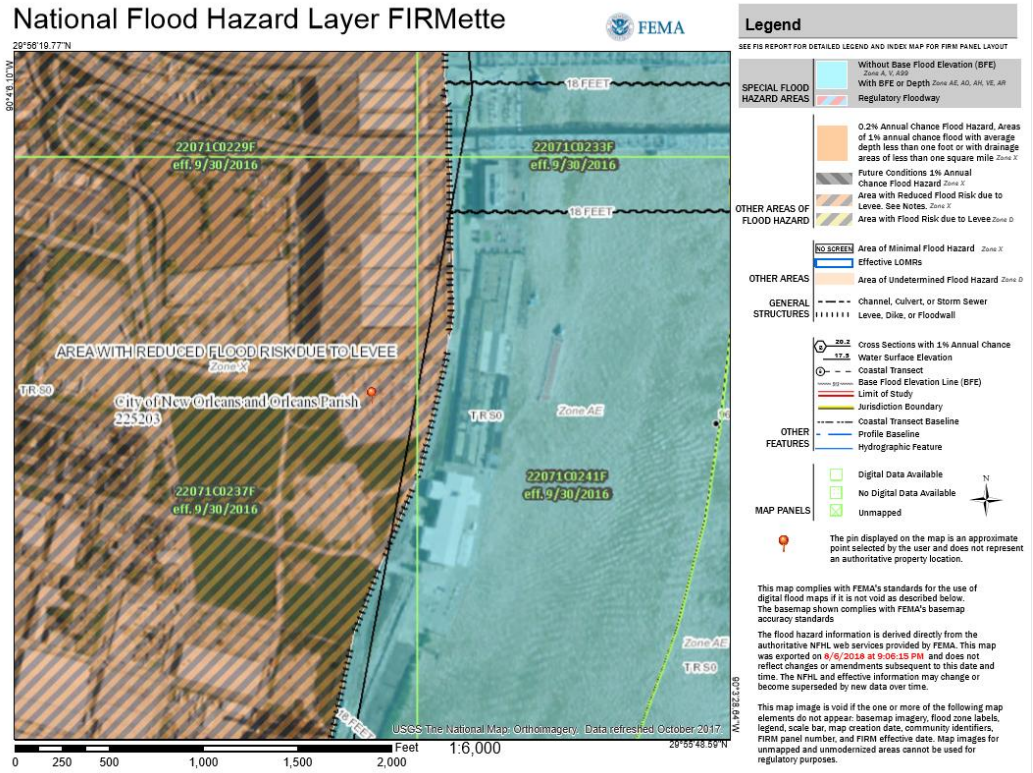 National Flood Hazard Layer FIRMette
FEMA
29°56'19.77"N
90°4'6.10"W
18 FEET
22071C0229F
eff. 9/30/2016
22071C0233F
eff. 9/30/2016
18 FEET
AREA WITH REDUCED FLOOD RISK DUE TO LEVEE
Zone X
T R S0
City of New Orleans and Orleans Parish
225203
T R S0
Zone AE
22071C0237F
eff. 9/30/2016
22071C0241F
eff. 9/30/2016
Zone AE
T R S0
18 FEET
USGS The National Map: Orthoimagery. Data refreshed October 2017.
90°3'28.64"W
29°55'48.59"N
0 250 500 1,000 1,500 2,000
Feet
1:6,000
Legend
SEE FIS REPORT FOR DETAILED LEGEND AND INDEX MAP FOR FIRM PANEL LAYOUT
SPECIAL FLOOD
HAZARD AREAS
Without Base Flood Elevation (BFE)
Zone A, V, A99
With BFE or Depth Zone AE, AO, AH, VE, AR
Regulatory Floodway
OTHER AREAS OF
FLOOD HAZARD
0.2% Annual Chance Flood Hazard, Areas
of 1% annual chance flood with average
depth less than one foot or with drainage
areas of less than one square mile Zone X
Future Conditions 1% Annual
Chance Flood Hazard Zone X
Area with Reduced Flood Risk due to
Levee. See Notes. Zone X
Area with Flood Risk due to Levee Zone D
OTHER AREAS
NO SCREEN Area of Minimal Flood Hazard Zone X
Effective LOMRs
Area of Undetermined Flood Hazard Zone D
GENERAL
STRUCTURES
Channel, Culvert, or Storm Sewer
Levee, Dike, or Floodwall
OTHER
FEATURES
20.2 Cross Sections with 1% Annual Chance
17.5 Water Surface Elevation
Coastal Transect
Base Flood Elevation Line (BFE)
Limit of Study
Jurisdiction Boundary
Coastal Transect Baseline
Profile Baseline
Hydrographic Feature
MAP PANELS
Digital Data Available
No Digital Data Available
Unmapped
N
The pin displayed on the map is an approximate
point selected by the user and does not represent
an authoritative property location.
This map complies with FEMA's standards for the use of
digital flood maps if it is not void as described below.
The basemap shown complies with FEMA's basemap
accuracy standards
The flood hazard information is derived directly from the
authoritative NFHL web services provided by FEMA. This map
was exported on 8/6/2018 at 9:06:15 PM and does not
reflect changes or amendments subsequent to this date and
time. The NFHL and effective information may change or
become superseded by new data over time.
This map image is void if the one or more of the following map
elements do not appear: basemap imagery, flood zone labels,
legend, scale bar, map creation date, community identifiers,
FIRM panel number, and FIRM effective date. Map images for
unmapped and unmodernized areas cannot be used for
regulatory purposes.